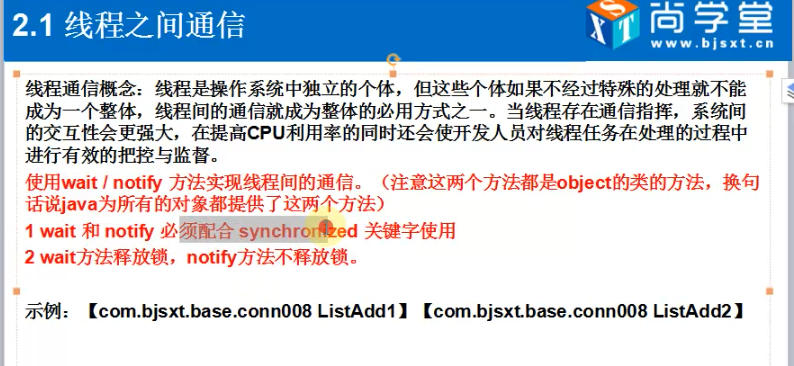 2.1 线程之间通信
XST
尚学堂
www.bjsxt.cn
线程通信概念：线程是操作系统中独立的个体，但这些个体如果不经过特殊的处理就不能
成为一个整体，线程间的通信就成为整体的必用方式之一。当线程存在通信指挥，系统间
的交互性会更强大，在提高CPU利用率的同时还会使开发人员对线程任务在处理的过程中
进行有效的把控与监督。
使用wait / notify 方法实现线程间的通信。（注意这两个方法都是object的类的方法，换句
话说java为所有的对象都提供了这两个方法）
1 wait 和 notify 必须配合 synchronized 关键字使用
2 wait方法释放锁，notify方法不释放锁。
示例：【com.bjsxt.base.conn008 ListAdd1】【com.bjsxt.base.conn008 ListAdd2】